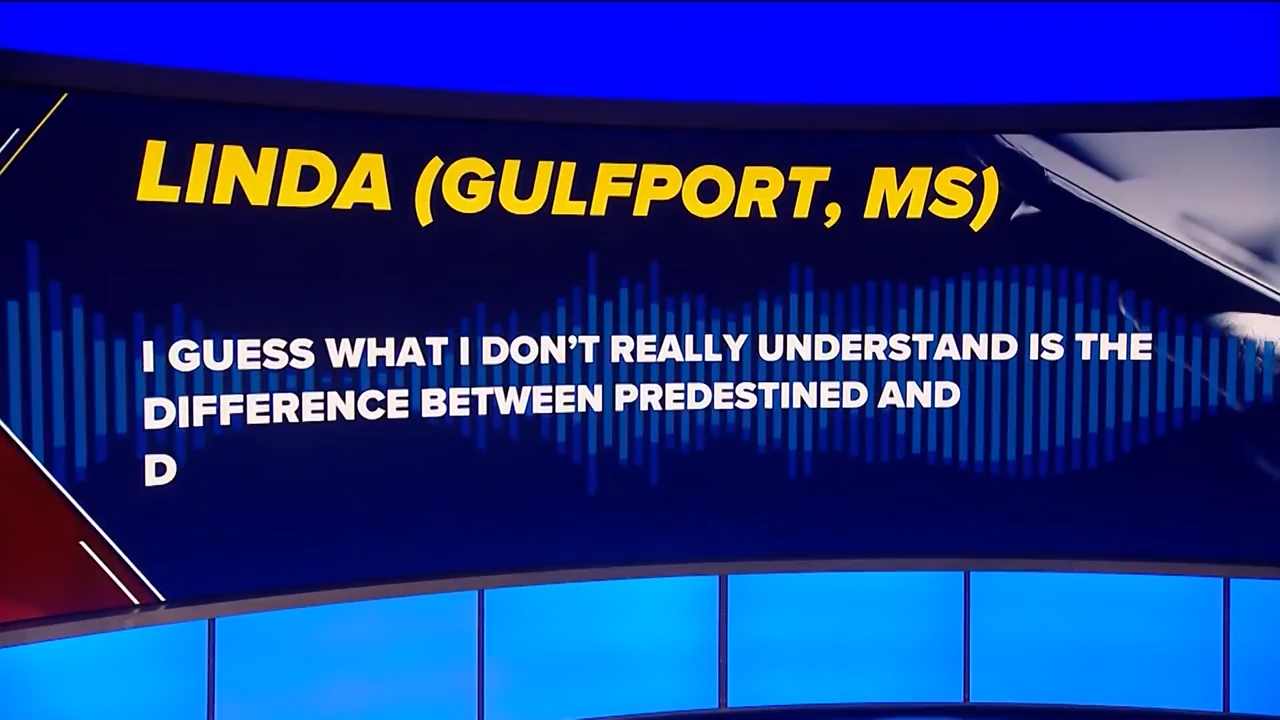 LINDA (GULFPORT, MS)
I GUESS WHAT I DON'T REALLY UNDERSTAND IS THE
DIFFERENCE BETWEEN PREDESTINED AND
D